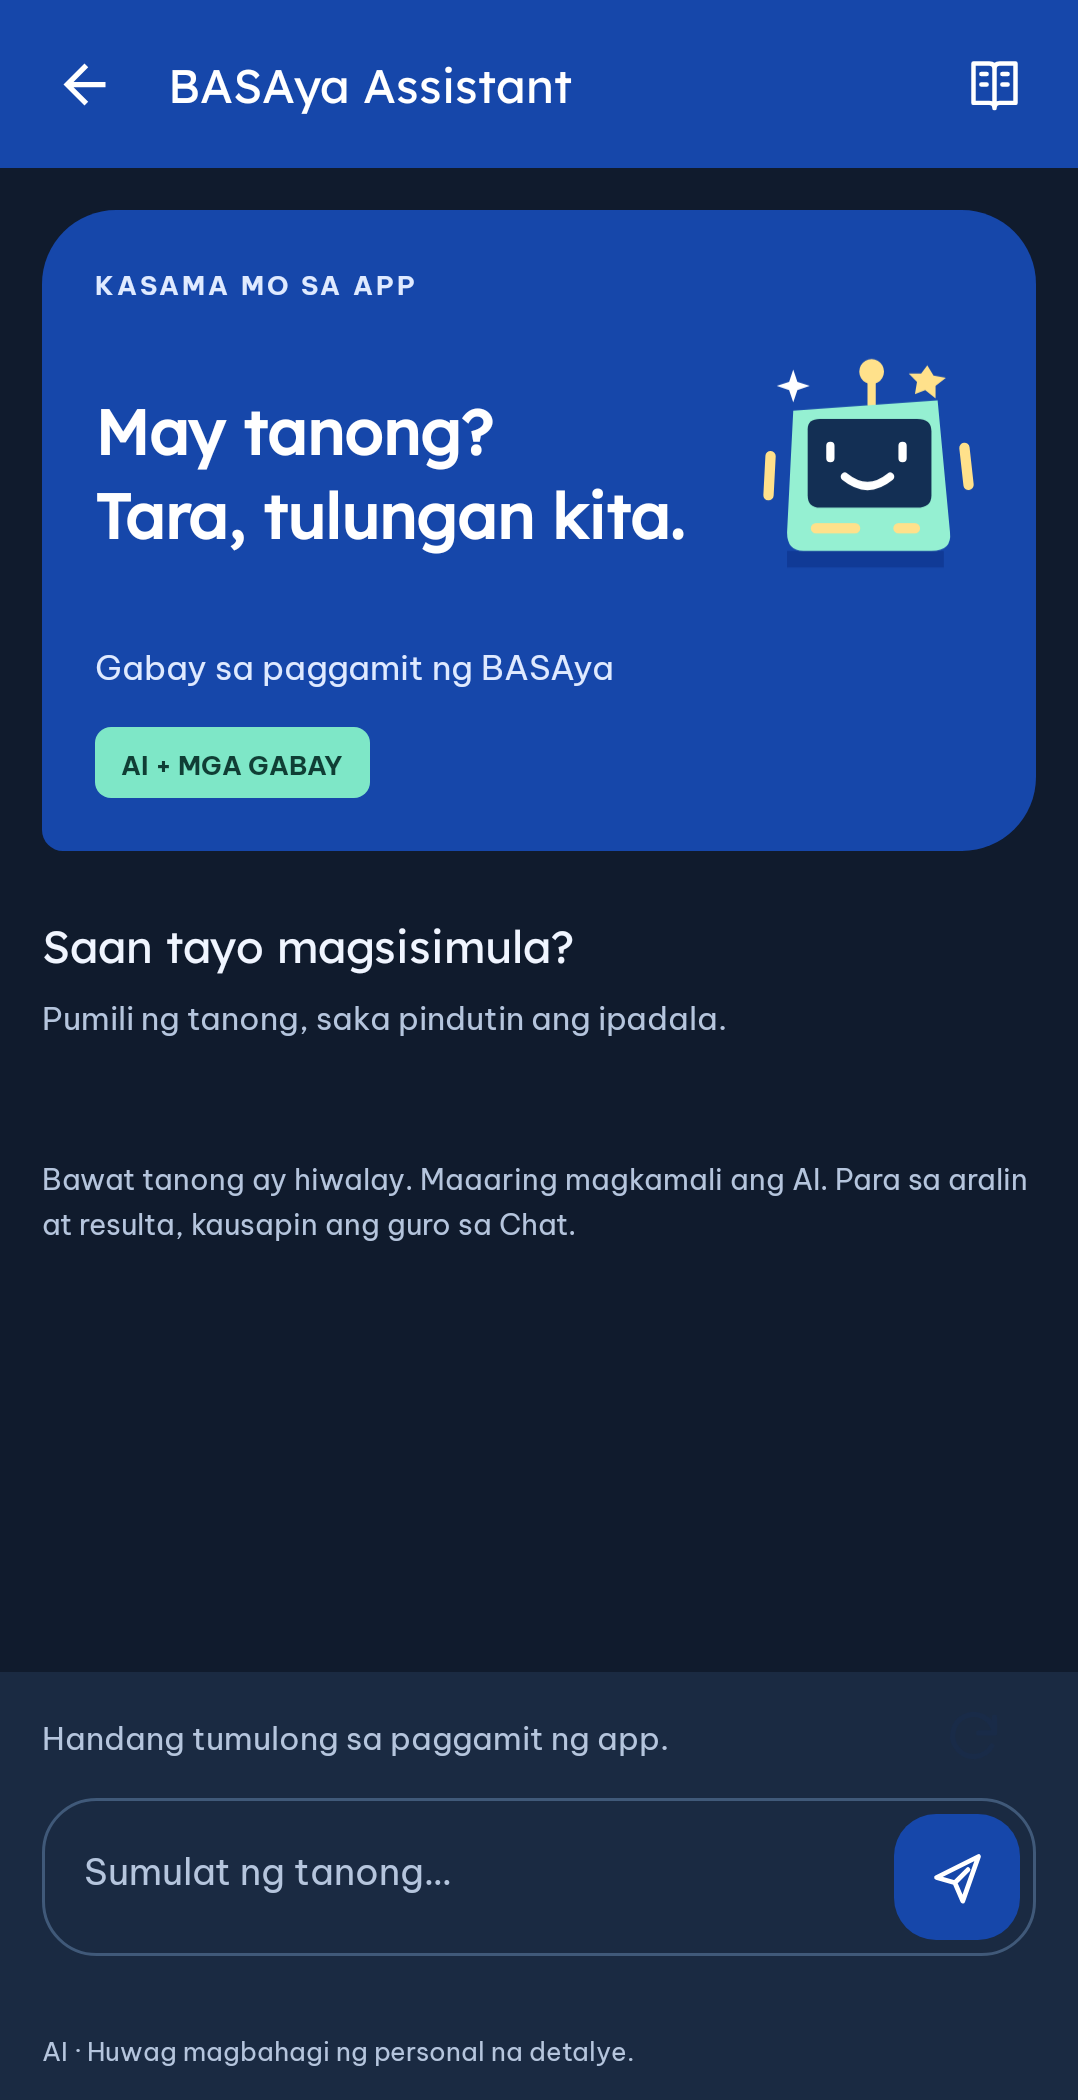 BASAya Assistant
KASAMA MO SA APP
May tanong?
Tara, tulungan kita.
Gabay sa paggamit ng BASAya
AI + MGA GABAY
Saan tayo magsisimula?
Pumili ng tanong, saka pindutin ang ipadala.
Bawat tanong ay hiwalay. Maaaring magkamali ang AI. Para sa aralin
at resulta, kausapin ang guro sa Chat.
Handang tumulong sa paggamit ng app.
Sumulat ng tanong...
AI · Huwag magbahagi ng personal na detalye.